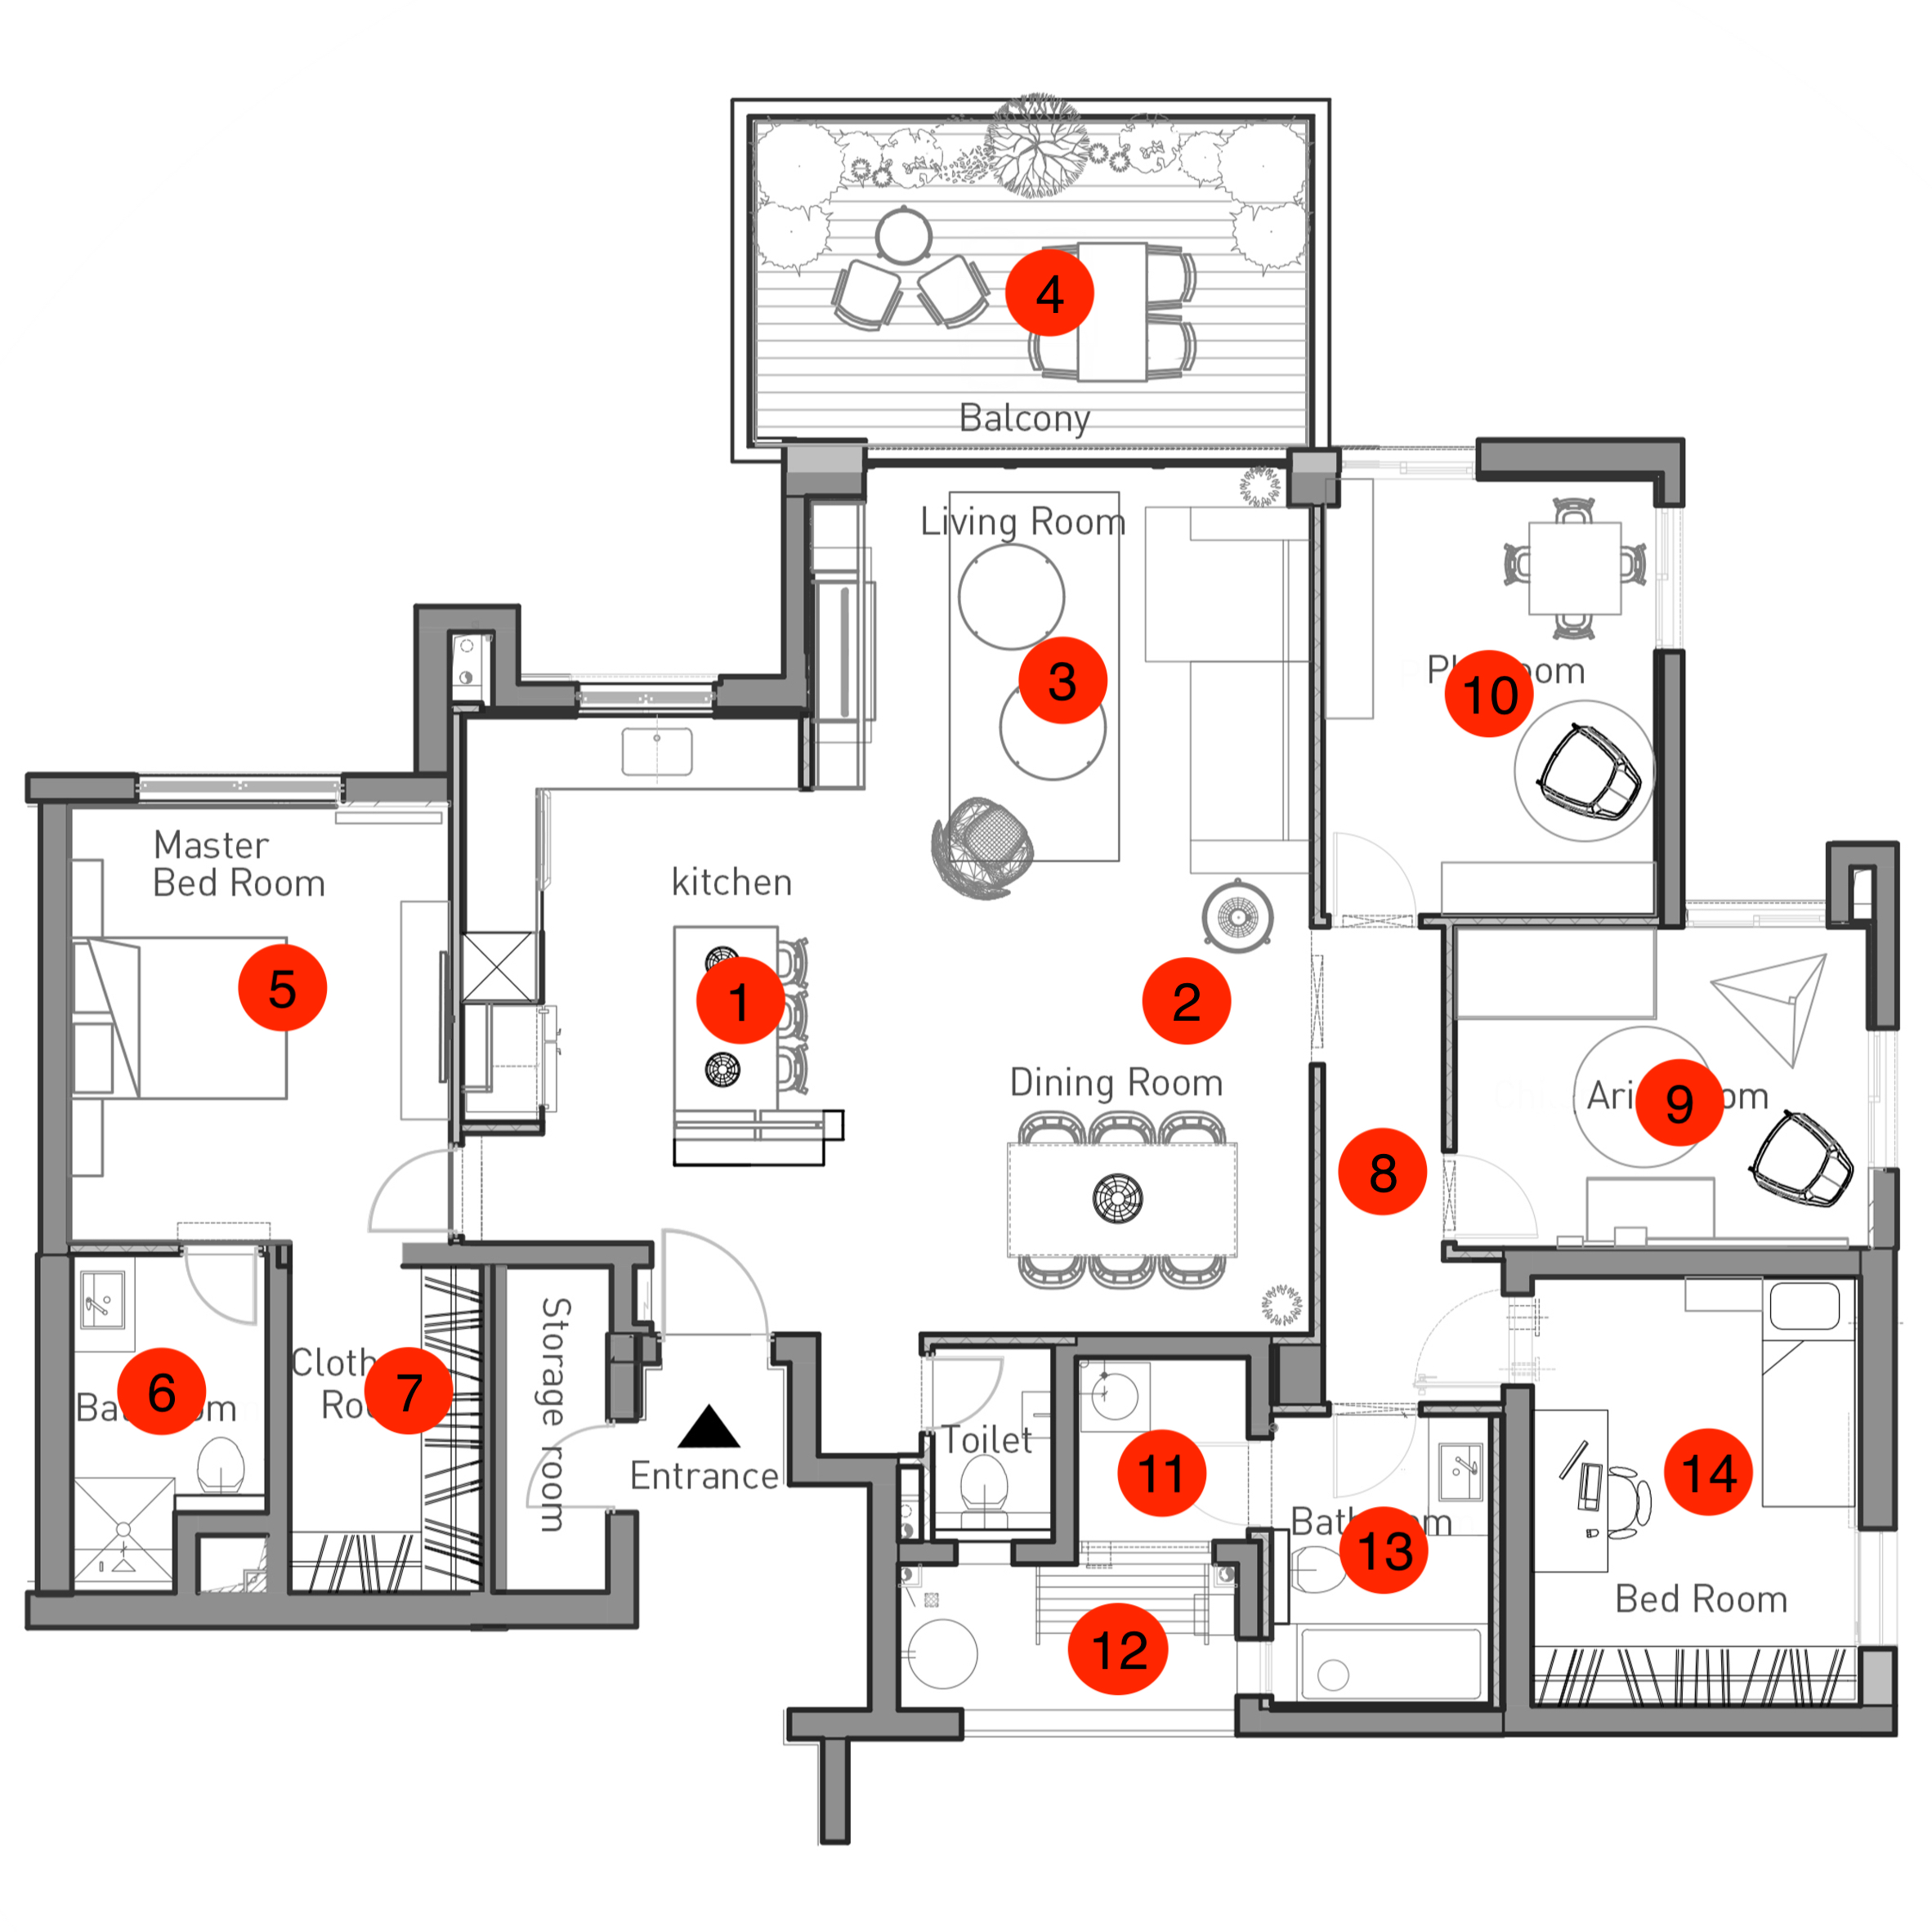 4
Balcony
Living Room
3
10
Master
Bed Room
kitchen
5
1
2
Dining Room
9
8
Storage room
6
7
Toilet
Entrance
11
14
13
Bed Room
12